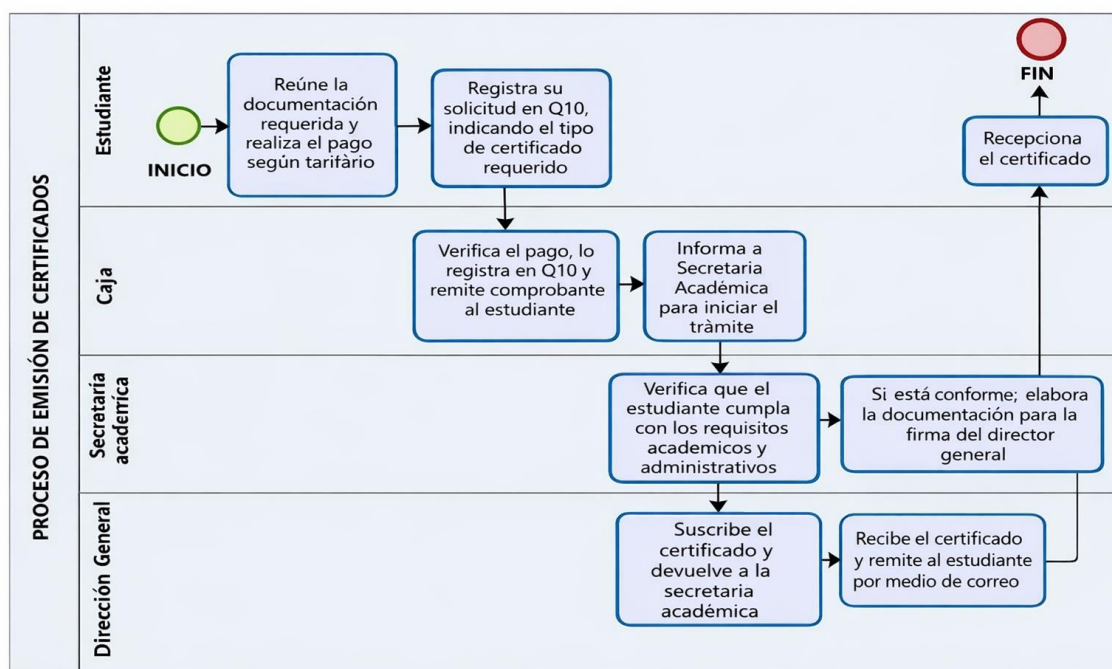 PROCESO DE EMISIÓN DE CERTIFICADOS
Estudiante
INICIO
Reúne la
documentación
requerida y
realiza el pago
según tarifàrio
Registra su
solicitud en Q10,
indicando el tipo
de certificado
requerido
FIN
Recepciona
el certificado
Caja
Verifica el pago, lo
registra en Q10 y
remite comprobante
al estudiante
Informa a
Secretaria
Académica
para iniciar el
tràmite
Secretaría
académíca
Verifica que el
estudiante cumpla
con los requisitos
academicos y
administrativos
Si está conforme; elabora
la documentación para la
firma del director
general
Dirección General
Suscribe el
certificado y
devuelve a la
secretaria
académica
Recibe el certificado
y remite al estudiante
por medio de correo